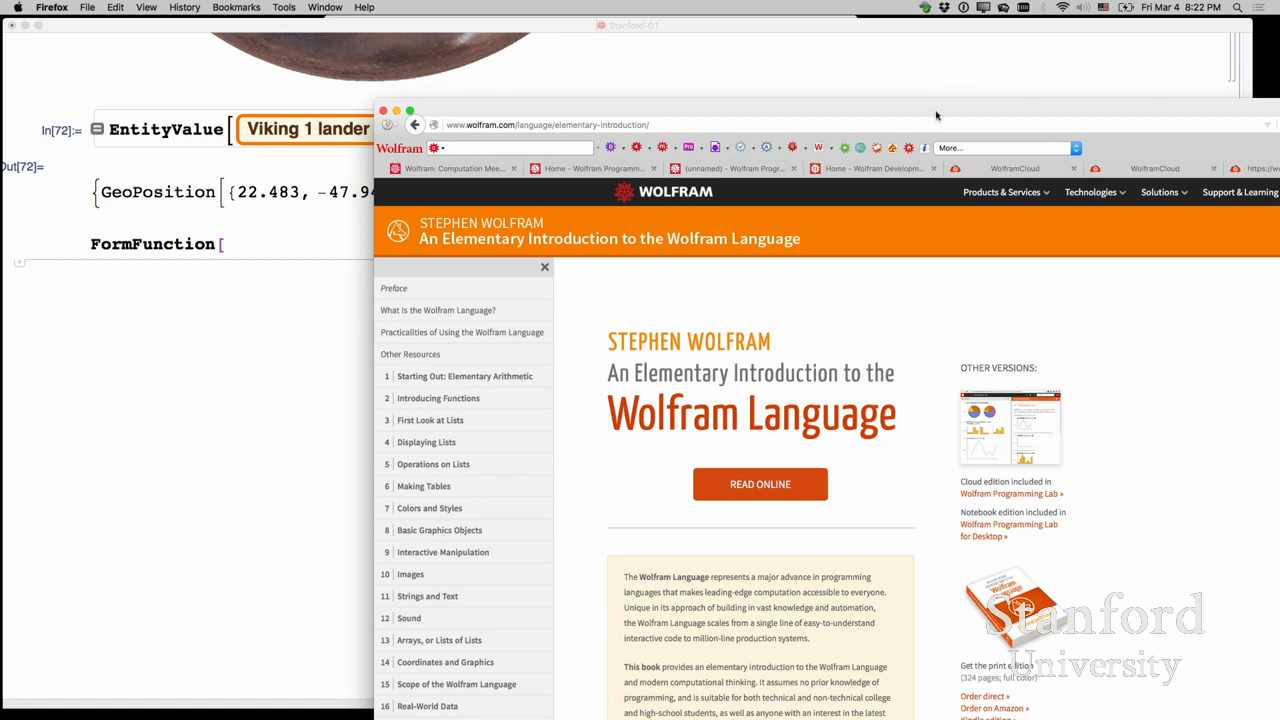 Firefox File Edit View History Bookmarks Tools Window Help Fri Mar 4 8:22 PM
Stanford-01
In[72]:= EntityValue[ Viking 1 lander
Out[72]=
{GeoPosition[{22.483, -47.94
FormFunction[
www.wolfram.com/language/elementary-introduction/
Wolfram More...
Wolfram: Computation Mee... Home - Wolfram Programm... (unnamed) - Wolfram Progr... Home - Wolfram Developm... WolframCloud WolframCloud https://w
WOLFRAM Products & Services Technologies Solutions Support & Learning
STEPHEN WOLFRAM
An Elementary Introduction to the Wolfram Language
Preface
What Is the Wolfram Language?
Practicalities of Using the Wolfram Language
Other Resources
1 Starting Out: Elementary Arithmetic
2 Introducing Functions
3 First Look at Lists
4 Displaying Lists
5 Operations on Lists
6 Making Tables
7 Colors and Styles
8 Basic Graphics Objects
9 Interactive Manipulation
10 Images
11 Strings and Text
12 Sound
13 Arrays, or Lists of Lists
14 Coordinates and Graphics
15 Scope of the Wolfram Language
16 Real-World Data
STEPHEN WOLFRAM
An Elementary Introduction to the
Wolfram Language
READ ONLINE
The Wolfram Language represents a major advance in programming
languages that makes leading-edge computation accessible to everyone.
Unique in its approach of building in vast knowledge and automation,
the Wolfram Language scales from a single line of easy-to-understand
interactive code to million-line production systems.
This book provides an elementary introduction to the Wolfram Language
and modern computational thinking. It assumes no prior knowledge of
programming, and is suitable for both technical and non-technical college
and high-school students, as well as anyone with an interest in the latest
OTHER VERSIONS:
Cloud edition included in
Wolfram Programming Lab »
Notebook edition included in
Wolfram Programming Lab
for Desktop »
Stanford
University
Get the print edition
(324 pages; full color)
Order direct »
Order on Amazon »
Kindle edition »